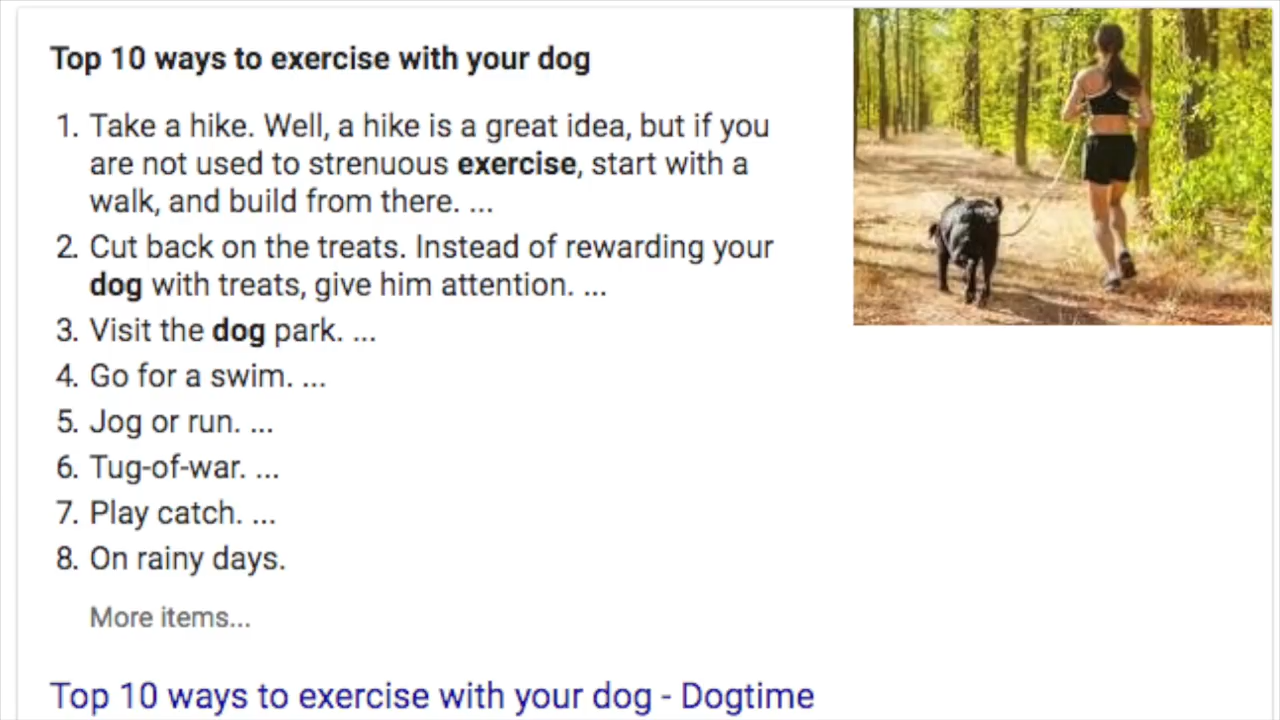 Top 10 ways to exercise with your dog
1. Take a hike. Well, a hike is a great idea, but if you
are not used to strenuous exercise, start with a
walk, and build from there. ...
2. Cut back on the treats. Instead of rewarding your
dog with treats, give him attention. ...
3. Visit the dog park. ...
4. Go for a swim. ...
5. Jog or run. ...
6. Tug-of-war. ...
7. Play catch. ...
8. On rainy days.
More items...
Top 10 ways to exercise with your dog - Dogtime